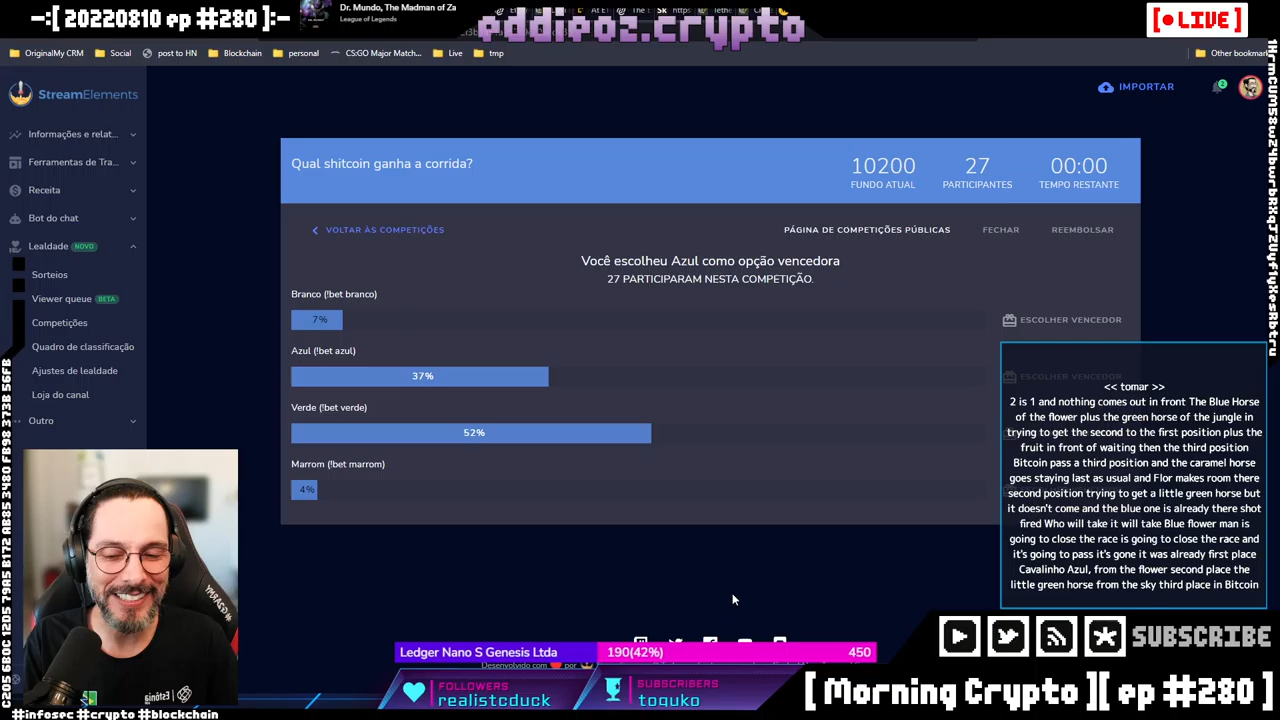 -:[ 20220810 ep #280 ]:-
Dr. Mundo, The Madman of Za
League of Legends
eddieoz.crypto
[●LIVE]
OriginalMy CRM
Social
post to HN
Blockchain
personal
CS:GO Major Match...
Live
tmp
Other bookmark
StreamElements
IMPORTAR
2
Informações e relat...
Ferramentas de Tra...
Receita
Bot do chat
Lealdade NOVO
Sorteios
Viewer queue BETA
Competições
Quadro de classificação
Ajustes de lealdade
Loja do canal
Outro
Qual shitcoin ganha a corrida?
10200
FUNDO ATUAL
27
PARTICIPANTES
00:00
TEMPO RESTANTE
VOLTAR ÀS COMPETIÇÕES
PÁGINA DE COMPETIÇÕES PÚBLICAS
FECHAR
REEMBOLSAR
Você escolheu Azul como opção vencedora
27 PARTICIPARAM NESTA COMPETIÇÃO.
Branco (!bet branco)
7%
ESCOLHER VENCEDOR
Azul (!bet azul)
37%
ESCOLHER VENCEDOR
Verde (!bet verde)
52%
Marrom (!bet marrom)
4%
<< tomar >>
2 is 1 and nothing comes out in front The Blue Horse
of the flower plus the green horse of the jungle in
trying to get the second to the first position plus the
fruit in front of waiting then the third position
Bitcoin pass a third position and the caramel horse
goes staying last as usual and Flor makes room there
second position trying to get a little green horse but
it doesn't come and the blue one is already there shot
fired Who will take it will take Blue flower man is
going to close the race is going to close the race and
it's going to pass it's gone it was already first place
Cavalinho Azul, from the flower second place the
little green horse from the sky third place in Bitcoin
Ledger Nano S Genesis Ltda
190(42%)
450
Desenvolvido com ❤ por
FOLLOWERS
realistcduck
SUBSCRIBERS
toquko
SUBSCRIBE
[ Morning Crypto ][ ep #280 ]
#infosec #crypto #blockchain